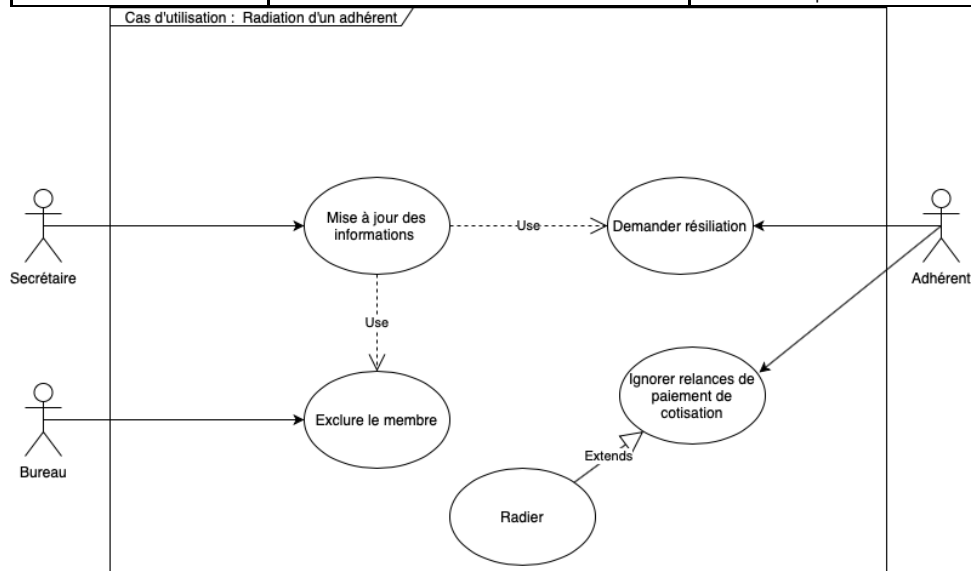 Cas d'utilisation : Radiation d'un adhérent
Mise à jour des
informations
Use
Demander résiliation
Secrétaire
Adhérent
Use
Ignorer relances de
paiement de
cotisation
Exclure le membre
Bureau
Extends
Radier